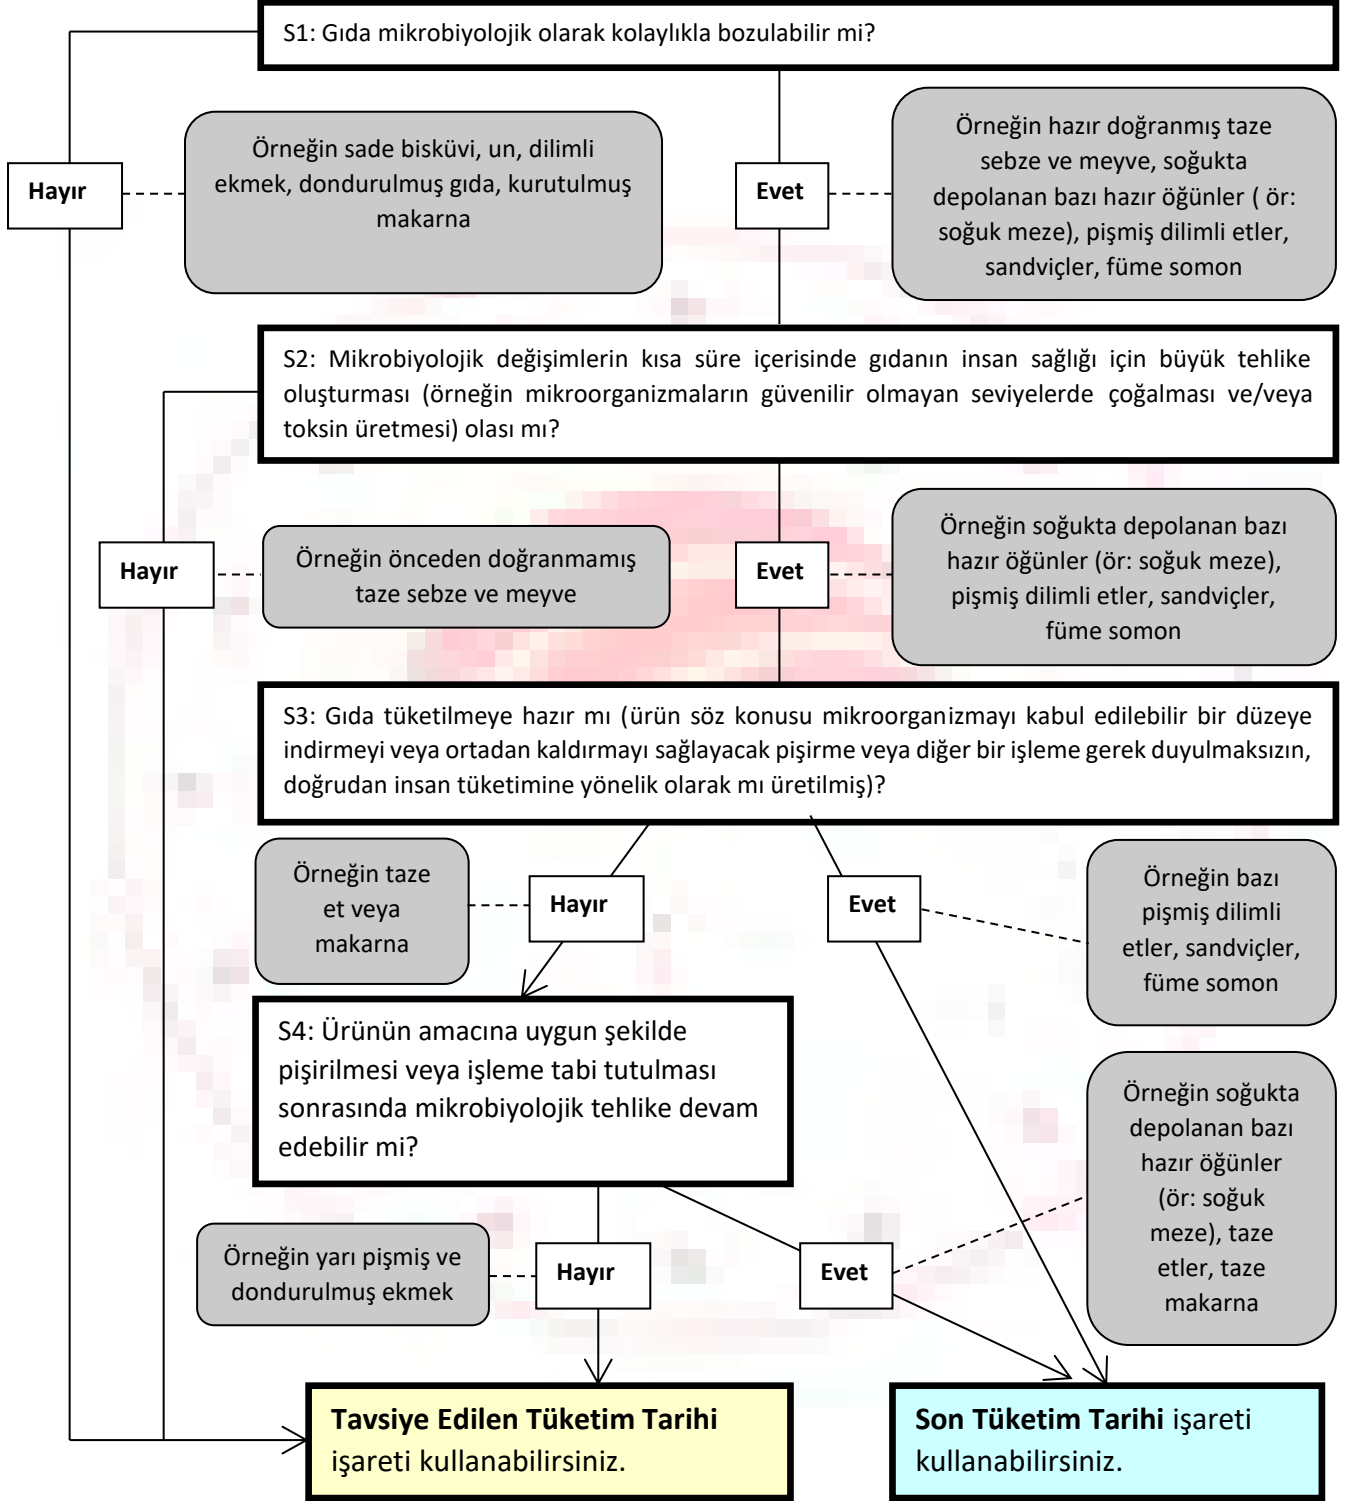 S1: Gıda mikrobiyolojik olarak kolaylıkla bozulabilir mi?
Hayır
Örneğin sade bisküvi, un, dilimli
ekmek, dondurulmuş gıda, kurutulmuş
makarna
Evet
Örneğin hazır doğranmış taze
sebze ve meyve, soğukta
depolanan bazı hazır öğünler ( ör:
soğuk meze), pişmiş dilimli etler,
sandviçler, füme somon
S2: Mikrobiyolojik değişimlerin kısa süre içerisinde gıdanın insan sağlığı için büyük tehlike
oluşturması (örneğin mikroorganizmaların güvenilir olmayan seviyelerde çoğalması ve/veya
toksin üretmesi) olası mı?
Hayır
Örneğin önceden doğranmamış
taze sebze ve meyve
Evet
Örneğin soğukta depolanan bazı
hazır öğünler (ör: soğuk meze),
pişmiş dilimli etler, sandviçler,
füme somon
S3: Gıda tüketilmeye hazır mı (ürün söz konusu mikroorganizmayı kabul edilebilir bir düzeye
indirmeyi veya ortadan kaldırmayı sağlayacak pişirme veya diğer bir işleme gerek duyulmaksızın,
doğrudan insan tüketimine yönelik olarak mı üretilmiş)?
Örneğin taze
et veya
makarna
Hayır
Evet
Örneğin bazı
pişmiş dilimli
etler, sandviçler,
füme somon
S4: Ürünün amacına uygun şekilde
pişirilmesi veya işleme tabi tutulması
sonrasında mikrobiyolojik tehlike devam
edebilir mi?
Örneğin soğukta
depolanan bazı
hazır öğünler
(ör: soğuk
meze), taze
etler, taze
makarna
Örneğin yarı pişmiş ve
dondurulmuş ekmek
Hayır
Evet
Tavsiye Edilen Tüketim Tarihi
işareti kullanabilirsiniz.
Son Tüketim Tarihi işareti
kullanabilirsiniz.